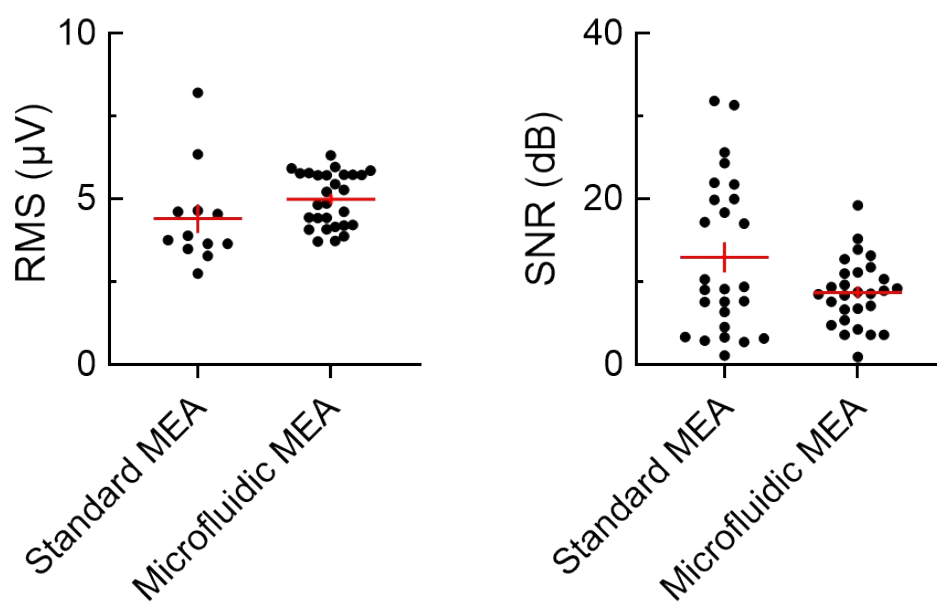 RMS (µV)
10
5
0
Standard MEA
Microfluidic MEA
SNR (dB)
40
20
0
Standard MEA
Microfluidic MEA